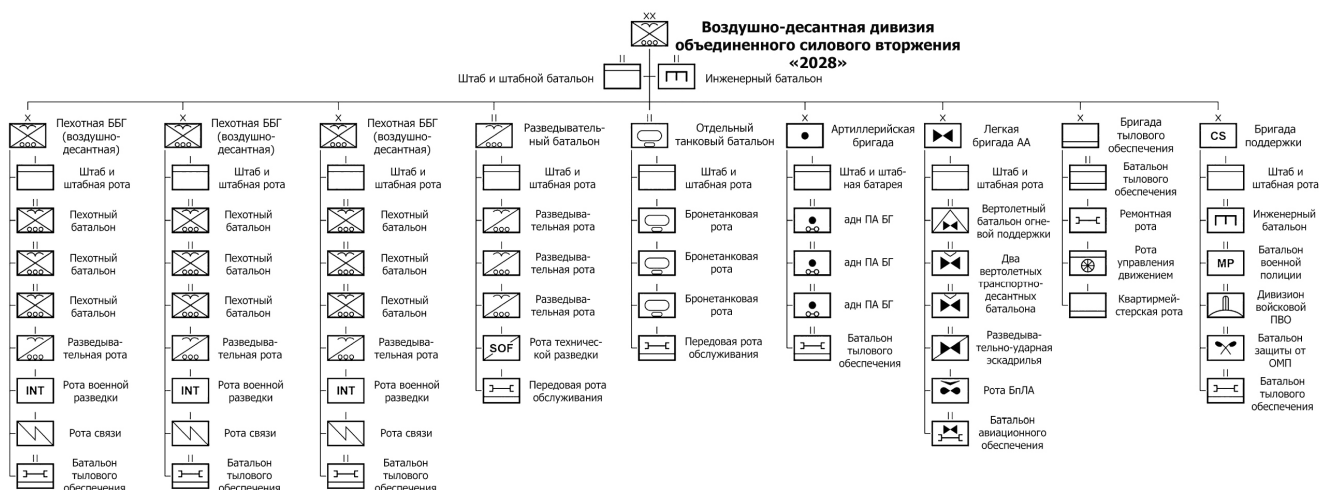 XX
Воздушно-десантная дивизия
объединенного силового вторжения
«2028»
II
Штаб и штабной батальон
II
Инженерный батальон
X
Пехотная ББГ
(воздушно-
десантная)
I
Штаб и
штабная рота
II
Пехотный
батальон
II
Пехотный
батальон
II
Пехотный
батальон
I
Разведыва-
тельная рота
I
INT
Рота военной
разведки
I
Рота связи
II
Батальон
тылового
обеспечения
X
Пехотная ББГ
(воздушно-
десантная)
I
Штаб и
штабная рота
II
Пехотный
батальон
II
Пехотный
батальон
II
Пехотный
батальон
I
Разведыва-
тельная рота
I
INT
Рота военной
разведки
I
Рота связи
II
Батальон
тылового
обеспечения
X
Пехотная ББГ
(воздушно-
десантная)
I
Штаб и
штабная рота
II
Пехотный
батальон
II
Пехотный
батальон
II
Пехотный
батальон
I
Разведыва-
тельная рота
I
INT
Рота военной
разведки
I
Рота связи
II
Батальон
тылового
обеспечения
II
Разведыватель-
ный батальон
I
Штаб и
штабная рота
I
Разведыва-
тельная рота
I
Разведыва-
тельная рота
I
Разведыва-
тельная рота
I
SOF
Рота техничес-
кой разведки
I
Передовая рота
обслуживания
II
Отдельный
танковый батальон
I
Штаб и
штабная рота
I
Бронетанковая
рота
I
Бронетанковая
рота
I
Бронетанковая
рота
I
Передовая рота
обслуживания
X
Артиллерийская
бригада
I
Штаб и штаб-
ная батарея
II
адн ПА БГ
II
адн ПА БГ
II
адн ПА БГ
II
Батальон
тылового
обеспечения
X
Легкая
бригада АА
I
Штаб и
штабная рота
II
Вертолетный
батальон огне-
вой поддержки
II
II
Два
вертолетных
транспортно-
десантных
батальона
II
Разведыва-
тельно-ударная
эскадрилья
I
Рота БпЛА
II
Батальон
авиационного
обеспечения
X
Бригада
тылового
обеспечения
II
Батальон
тылового
обеспечения
I
Ремонтная
рота
I
Рота
управления
движением
I
Квартирмей-
стерская рота
X
CS
Бригада
поддержки
I
Штаб и
штабная рота
II
Инженерный
батальон
II
MP
Батальон
военной
полиции
II
Дивизион
войсковой
ПВО
II
Батальон
защиты от
ОМП
II
Батальон
тылового
обеспечения